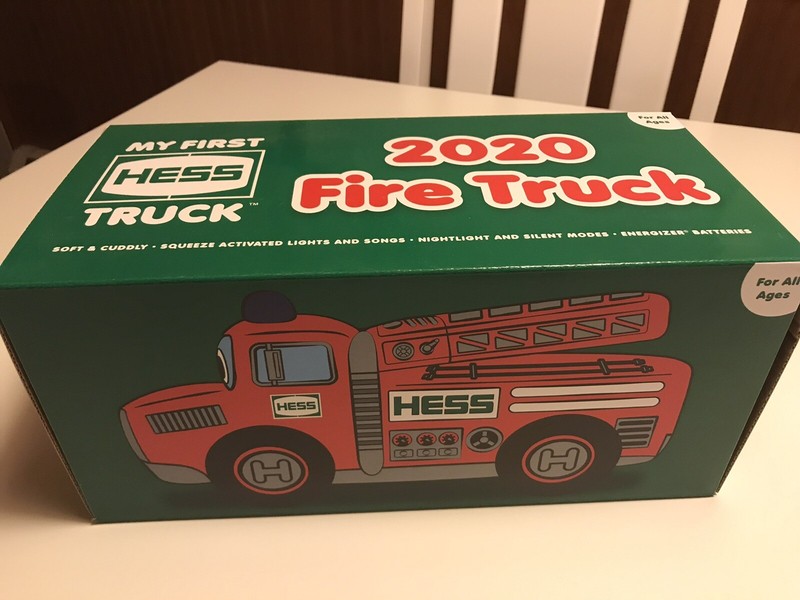 For All
Ages
MY FIRST
HESS
TRUCK™
2020
Fire Truck
SOFT & CUDDLY • SQUEEZE ACTIVATED LIGHTS AND SONGS • NIGHTLIGHT AND SILENT MODES • ENERGIZER® BATTERIES
For All
Ages
HESS
HESS
H
H